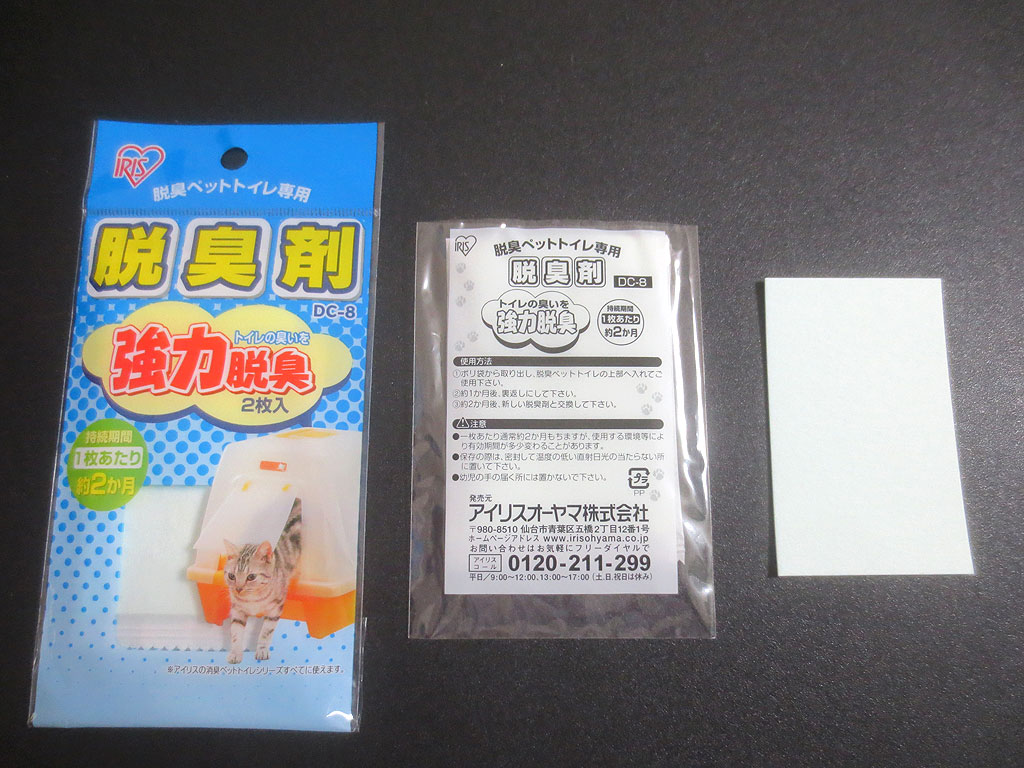 IRIS
脱臭ペットトイレ専用
脱臭剤
DC-8
トイレの臭いを
強力脱臭
2枚入
持続期間
1枚あたり
約2か月
※アイリスの消臭ペットトイレシリーズすべてに使えます。
IRIS
脱臭ペットトイレ専用
脱臭剤 DC-8
トイレの臭いを
強力脱臭
持続期間
1枚あたり
約2か月
使用方法
①ポリ袋から取り出し、脱臭ペットトイレの上部へ入れてご
使用下さい。
②約1か月後、裏返しにして下さい。
③約2か月後、新しい脱臭剤と交換して下さい。
注意
●一枚あたり通常約2か月もちますが、使用する環境等によ
り有効期間が多少変わることがあります。
●保存の際は、密封して温度の低い直射日光の当たらない所
に置いて下さい。
●幼児の手の届く所には置かないで下さい。
プラ
PP
発売元
アイリスオーヤマ株式会社
〒980-8510 仙台市青葉区五橋2丁目12番1号
ホームページアドレス www.irisohyama.co.jp
お問い合わせはお気軽にフリーダイヤルで
アイリスコール 0120-211-299
平日/9:00〜12:00、13:00〜17:00(土、日、祝日は休み)